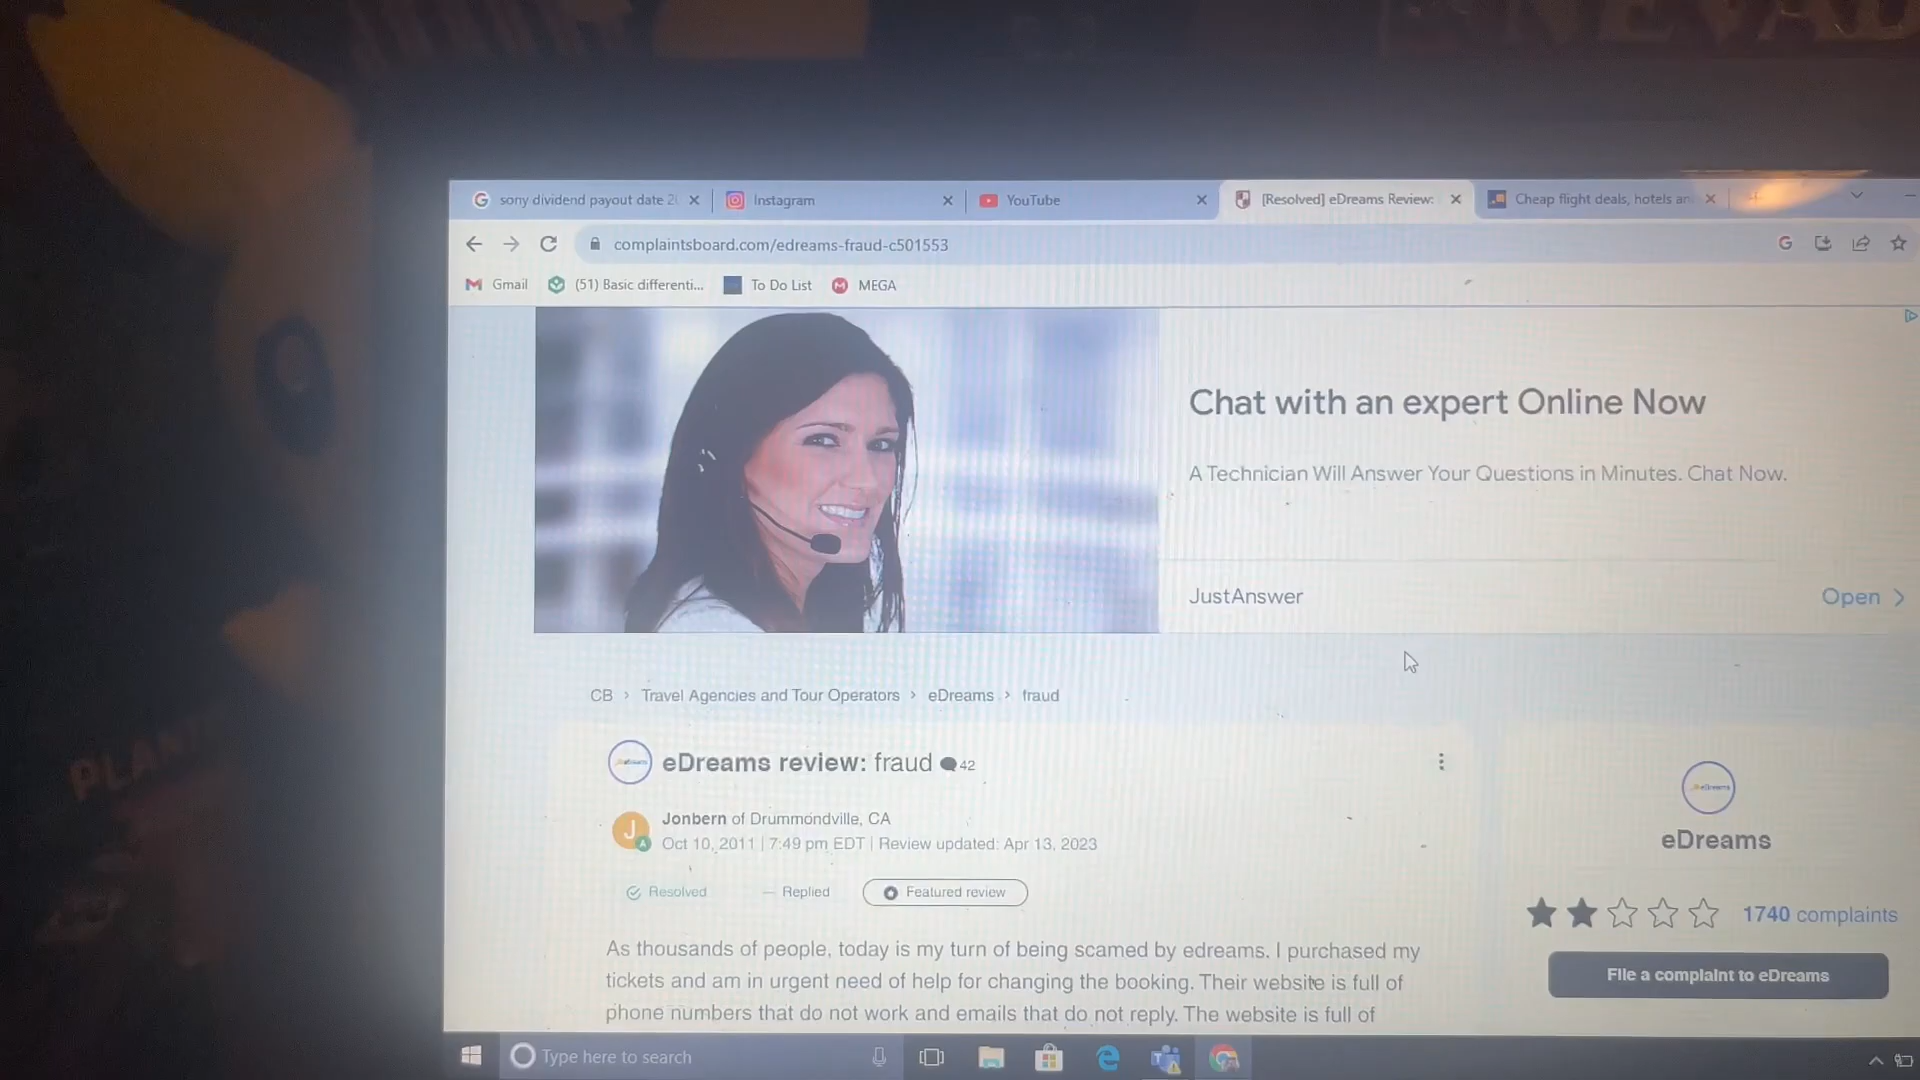 NEVAD
sony dividend payout date 2
Instagram
YouTube
[Resolved] eDreams Review:
Cheap flight deals, hotels an
complaintsboard.com/edreams-fraud-c501553
Gmail
(51) Basic differenti...
To Do List
MEGA
Chat with an expert Online Now
A Technician Will Answer Your Questions in Minutes. Chat Now.
JustAnswer
Open
CB > Travel Agencies and Tour Operators > eDreams > fraud
PLAN
eDreams review: fraud 42
J
Jonbern of Drummondville, CA
Oct 10, 2011 | 7:49 pm EDT | Review updated: Apr 13, 2023
Resolved
Replied
Featured review
eDreams
eDreams
1740 complaints
File a complaint to eDreams
As thousands of people, today is my turn of being scamed by edreams. I purchased my
tickets and am in urgent need of help for changing the booking. Their website is full of
phone numbers that do not work and emails that do not reply. The website is full of
Type here to search